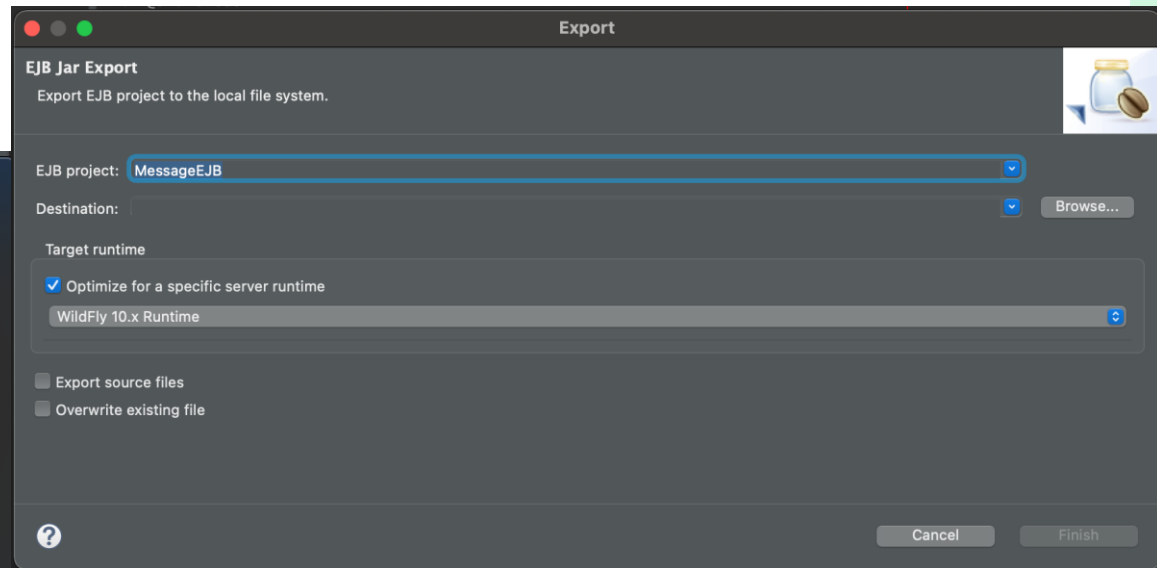 Export
EJB Jar Export
Export EJB project to the local file system.
EJB project: MessageEJB
Destination:
Browse...
Target runtime
Optimize for a specific server runtime
WildFly 10.x Runtime
Export source files
Overwrite existing file
?
Cancel
Finish